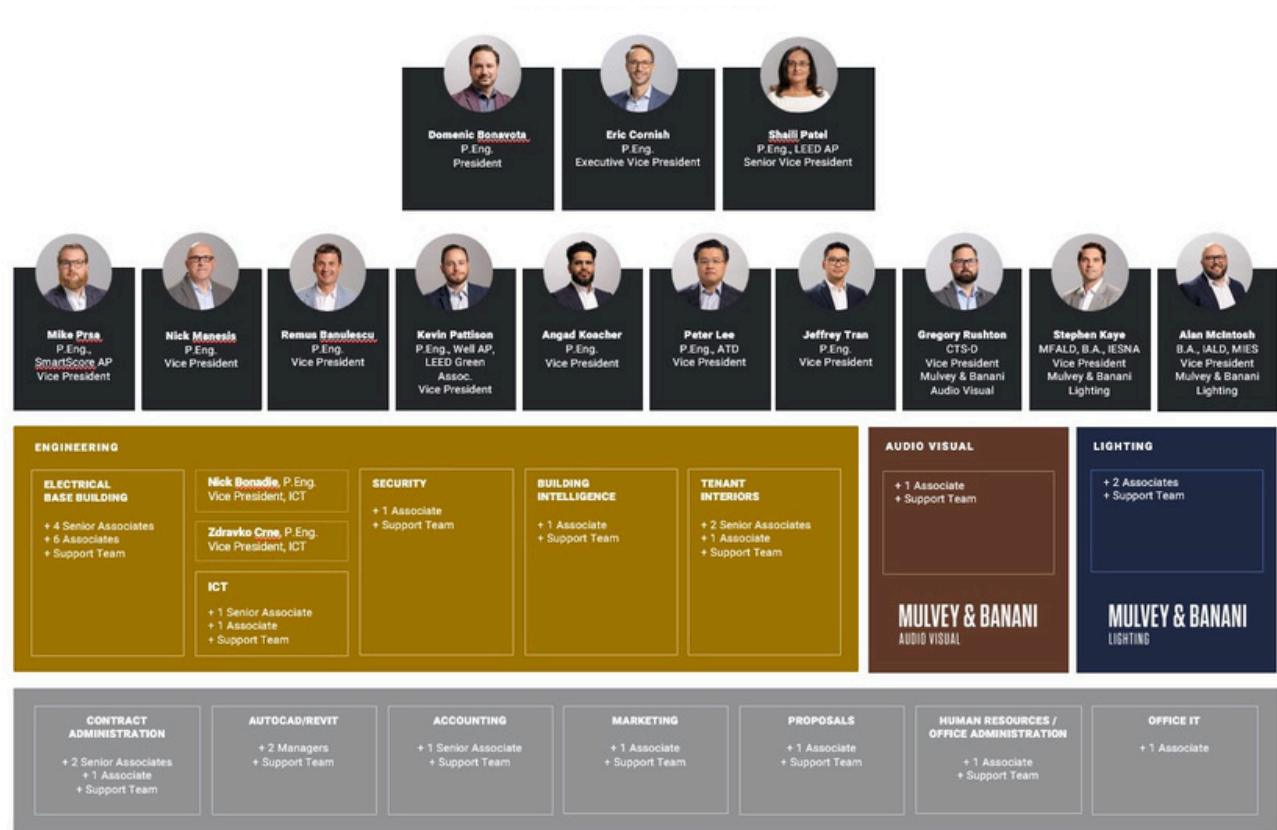 Domenic Bonavota
P.Eng.
President
Eric Cornish
P.Eng.
Executive Vice President
Shaili Patel
P.Eng., LEED AP
Senior Vice President
Mike Prsa
P.Eng.,
SmartScore AP
Vice President
Nick Manesis
P.Eng.
Vice President
Remus Banulescu
P.Eng.
Vice President
Kevin Pattison
P.Eng., Well AP,
LEED Green
Assoc.
Vice President
Angad Koacher
P.Eng.
Vice President
Peter Lee
P.Eng., ATD
Vice President
Jeffrey Tran
P.Eng.
Vice President
Gregory Rushton
CTS-D
Vice President
Mulvey & Banani
Audio Visual
Stephen Kaye
MFALD, B.A., IESNA
Vice President
Mulvey & Banani
Lighting
Alan McIntosh
B.A., IALD, MIES
Vice President
Mulvey & Banani
Lighting
ENGINEERING
ELECTRICAL
BASE BUILDING
+ 4 Senior Associates
+ 6 Associates
+ Support Team
Nick Bonadie, P.Eng.
Vice President, ICT
Zdravko Crne, P.Eng.
Vice President, ICT
ICT
+ 1 Senior Associate
+ 1 Associate
+ Support Team
SECURITY
+ 1 Associate
+ Support Team
BUILDING
INTELLIGENCE
+ 1 Associate
+ Support Team
TENANT
INTERIORS
+ 2 Senior Associates
+ 1 Associate
+ Support Team
AUDIO VISUAL
+ 1 Associate
+ Support Team
MULVEY & BANANI
AUDIO VISUAL
LIGHTING
+ 2 Associates
+ Support Team
MULVEY & BANANI
LIGHTING
CONTRACT
ADMINISTRATION
+ 2 Senior Associates
+ 1 Associate
+ Support Team
AUTOCAD/REVIT
+ 2 Managers
+ Support Team
ACCOUNTING
+ 1 Senior Associate
+ Support Team
MARKETING
+ 1 Associate
+ Support Team
PROPOSALS
+ 1 Associate
+ Support Team
HUMAN RESOURCES /
OFFICE ADMINISTRATION
+ 1 Associate
+ Support Team
OFFICE IT
+ 1 Associate